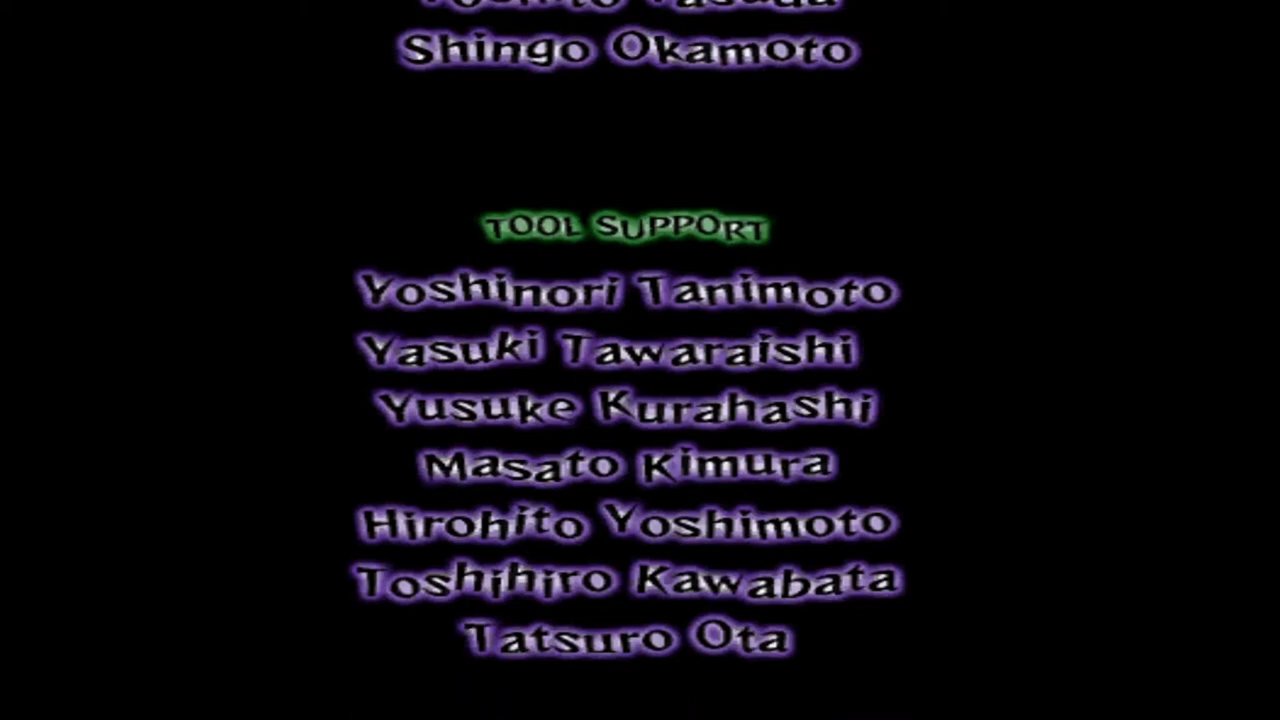 Shingo Okamoto
TOOL SUPPORT
Yoshinori Tanimoto
Yasuki Tawaraishi
Yusuke Kurahashi
Masato Kimura
Hirohito Yoshimoto
Toshihiro Kawabata
Tatsuro Ota